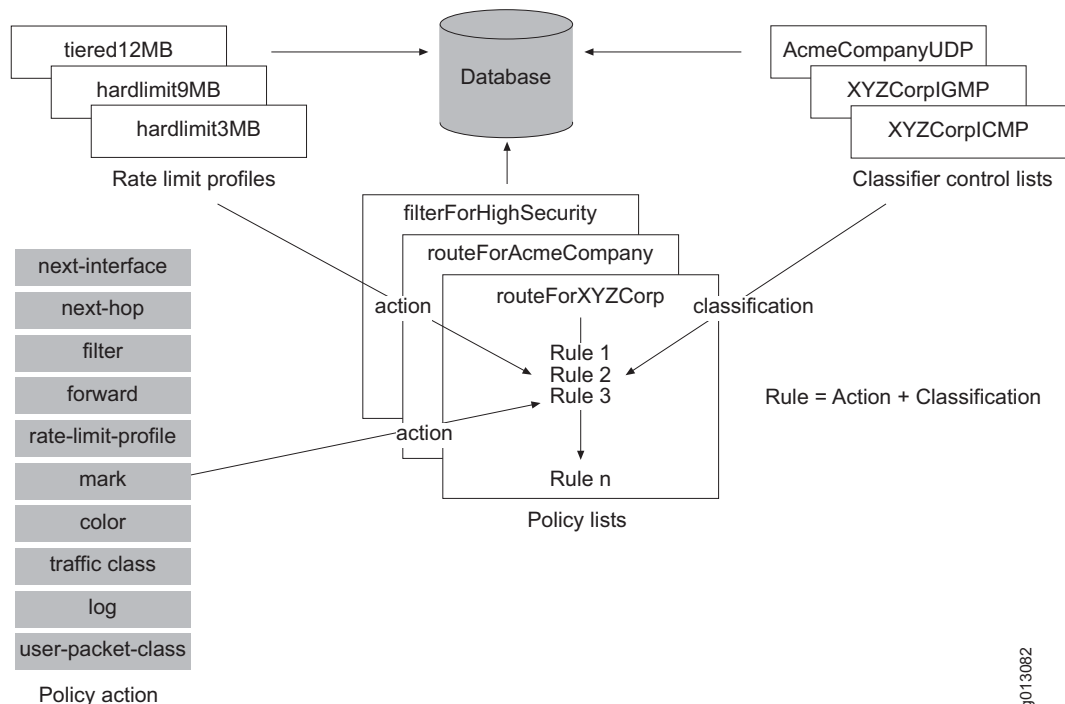 tiered12MB
hardlimit9MB
hardlimit3MB
Rate limit profiles
Database
AcmeCompanyUDP
XYZCorpIGMP
XYZCorpICMP
Classifier control lists
filterForHighSecurity
routeForAcmeCompany
routeForXYZCorp
action
classification
Rule 1
Rule 2
Rule 3
action
Rule n
Policy lists
Rule = Action + Classification
next-interface
next-hop
filter
forward
rate-limit-profile
mark
color
traffic class
log
user-packet-class
Policy action
g013082